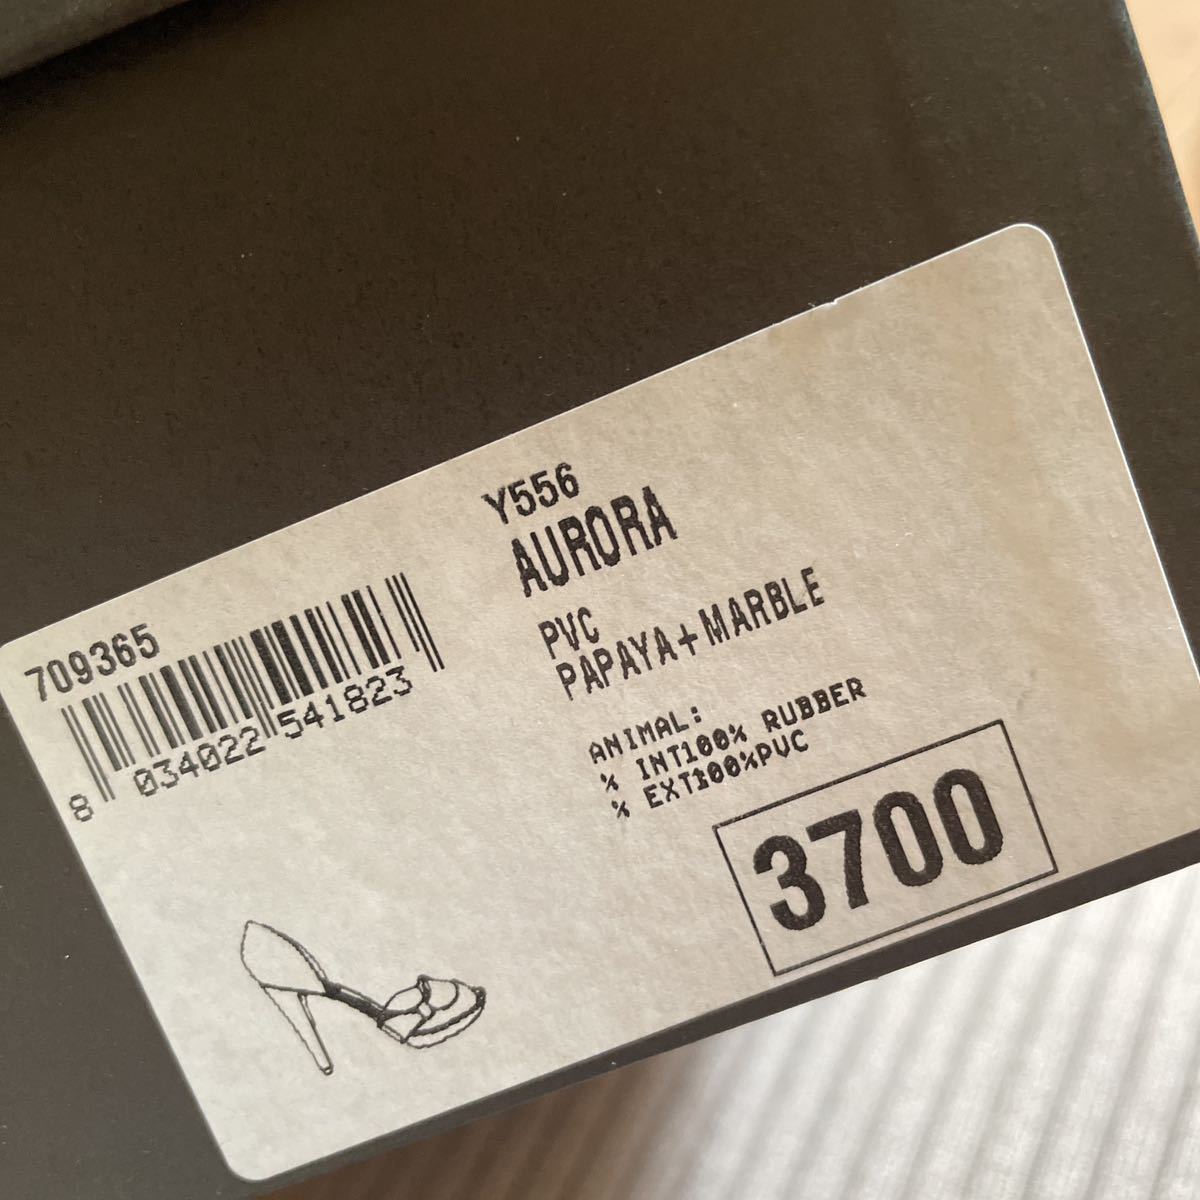 Y556
AURORA
PVC
PAPAYA+MARBLE
709365
8 034022 541823
ANIMAL:
% INT100% RUBBER
% EXT100%PVC
3700